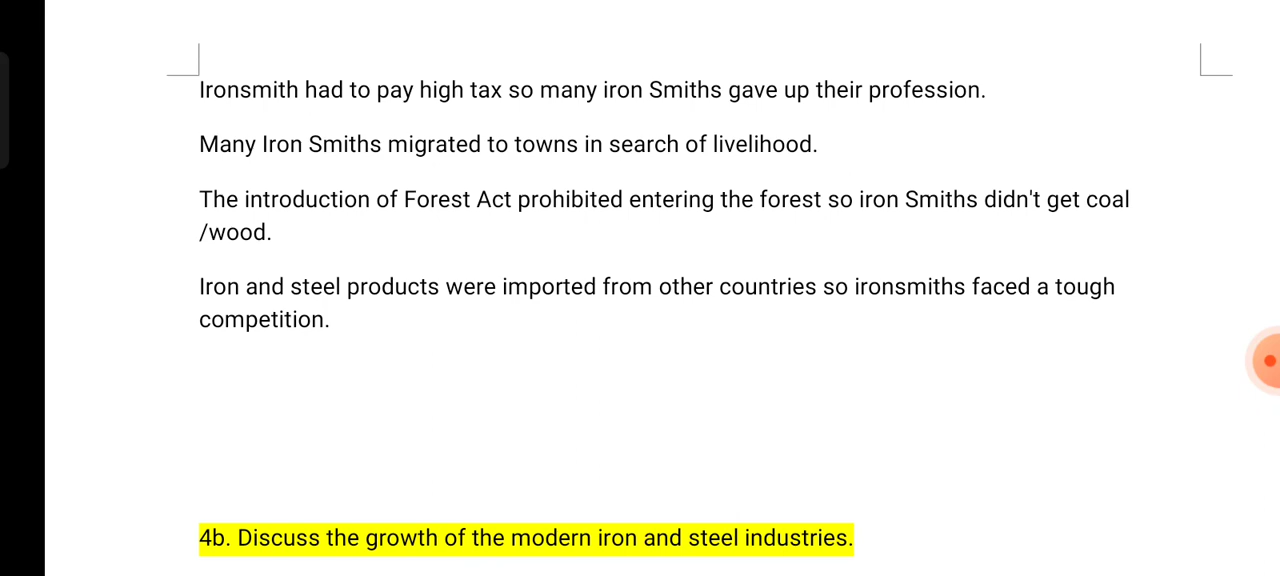 Ironsmith had to pay high tax so many iron Smiths gave up their profession.
Many Iron Smiths migrated to towns in search of livelihood.
The introduction of Forest Act prohibited entering the forest so iron Smiths didn't get coal
/wood.
Iron and steel products were imported from other countries so ironsmiths faced a tough
competition.
4b. Discuss the growth of the modern iron and steel industries.